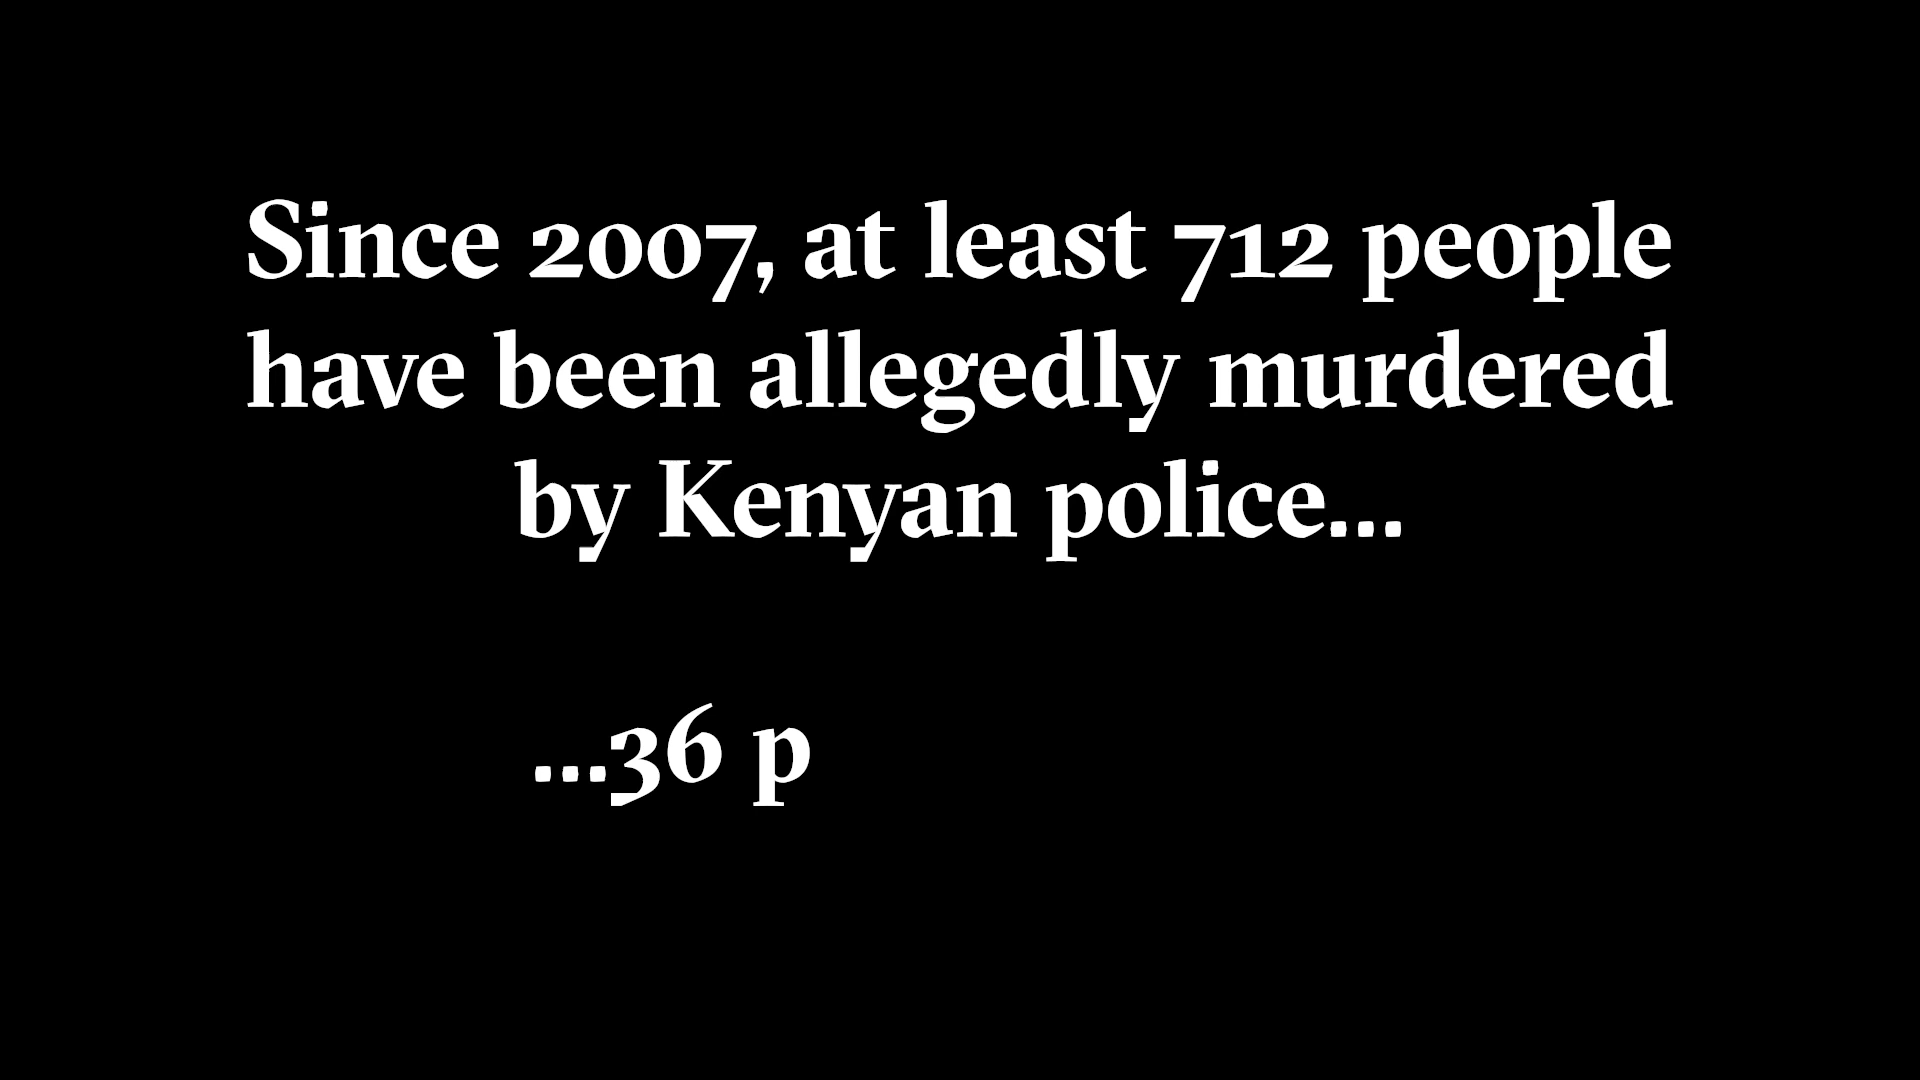 Since 2007, at least 712 people
have been allegedly murdered
by Kenyan police...
...36 p